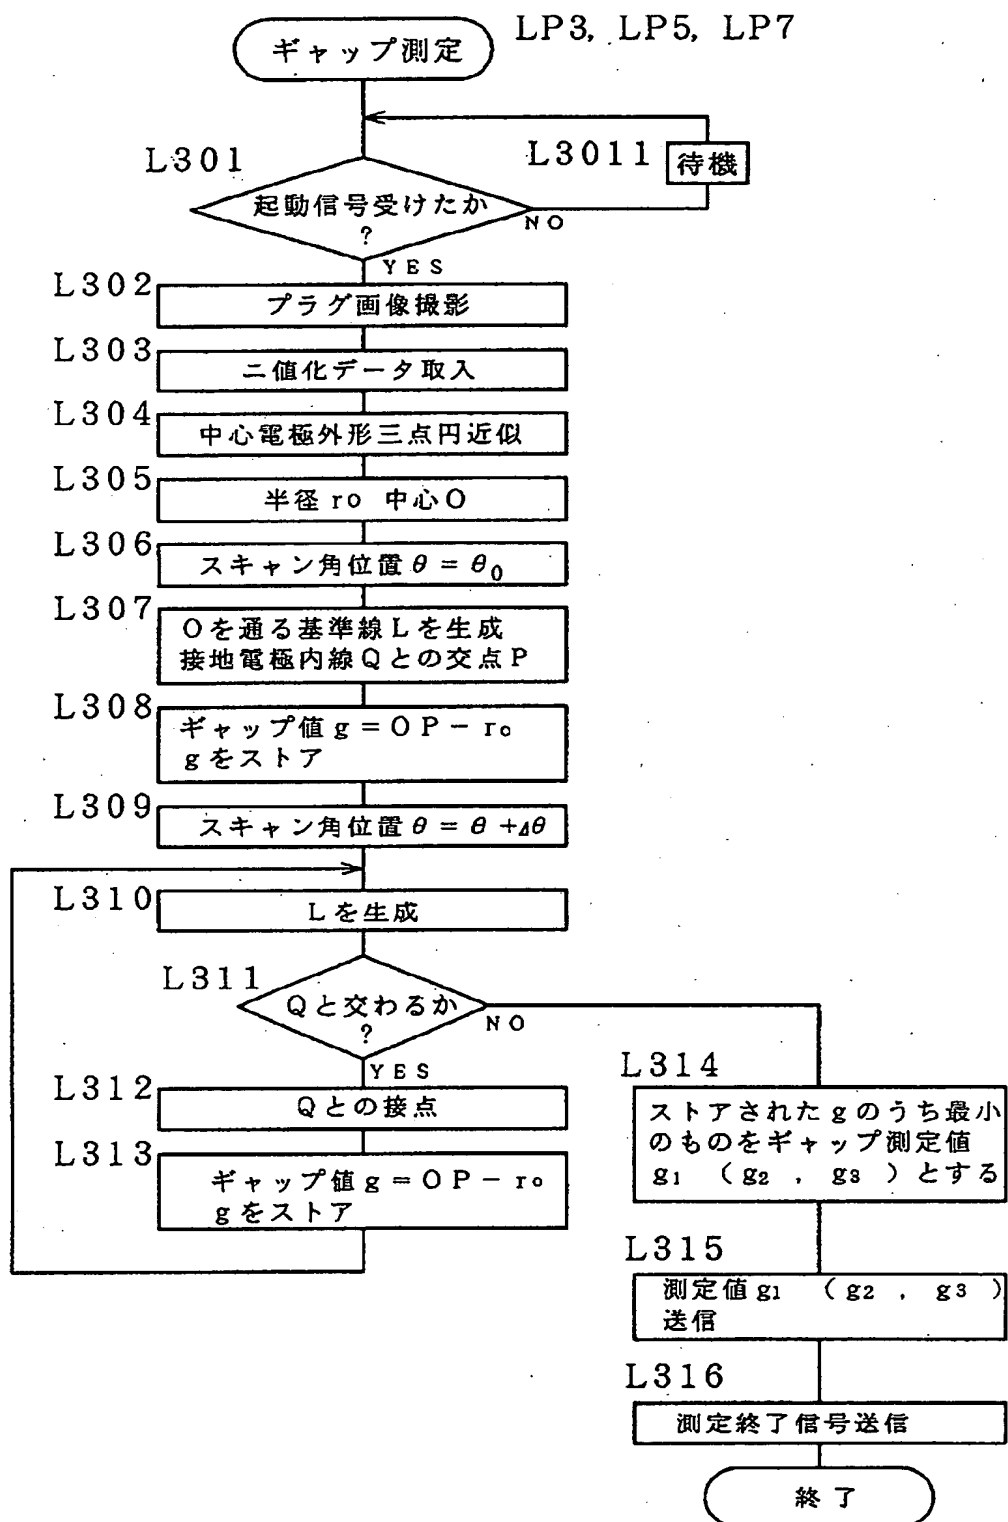 LP3, LP5, LP7
ギャップ測定
L301
L3011
待機
起動信号受けたか
?
NO
YES
L302
プラグ画像撮影
L303
二値化データ取入
L304
中心電極外形三点円近似
L305
半径 ro 中心O
L306
スキャン角位置θ=θ0
L307
Oを通る基準線Lを生成
接地電極内線Qとの交点P
L308
ギャップ値g=OP-ro
gをストア
L309
スキャン角位置θ=θ+Δθ
L310
Lを生成
L311
Qと交わるか
?
NO
YES
L312
Qとの接点
L313
ギャップ値g=OP-ro
gをストア
L314
ストアされたgのうち最小
のものをギャップ測定値
g1 (g2 , g3 )とする
L315
測定値g1 (g2 , g3 )
送信
L316
測定終了信号送信
終了